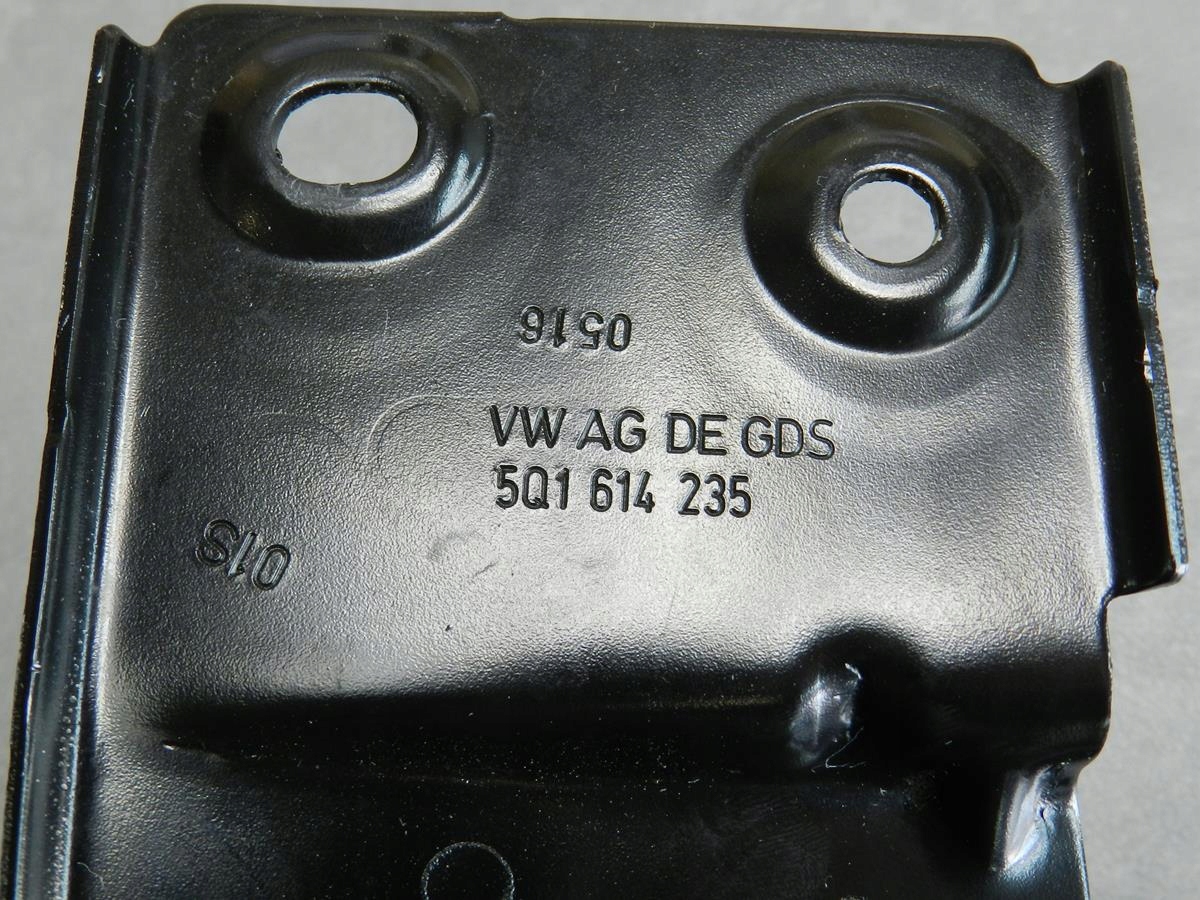 0516
VW AG DE GDS
5Q1 614 235
01S